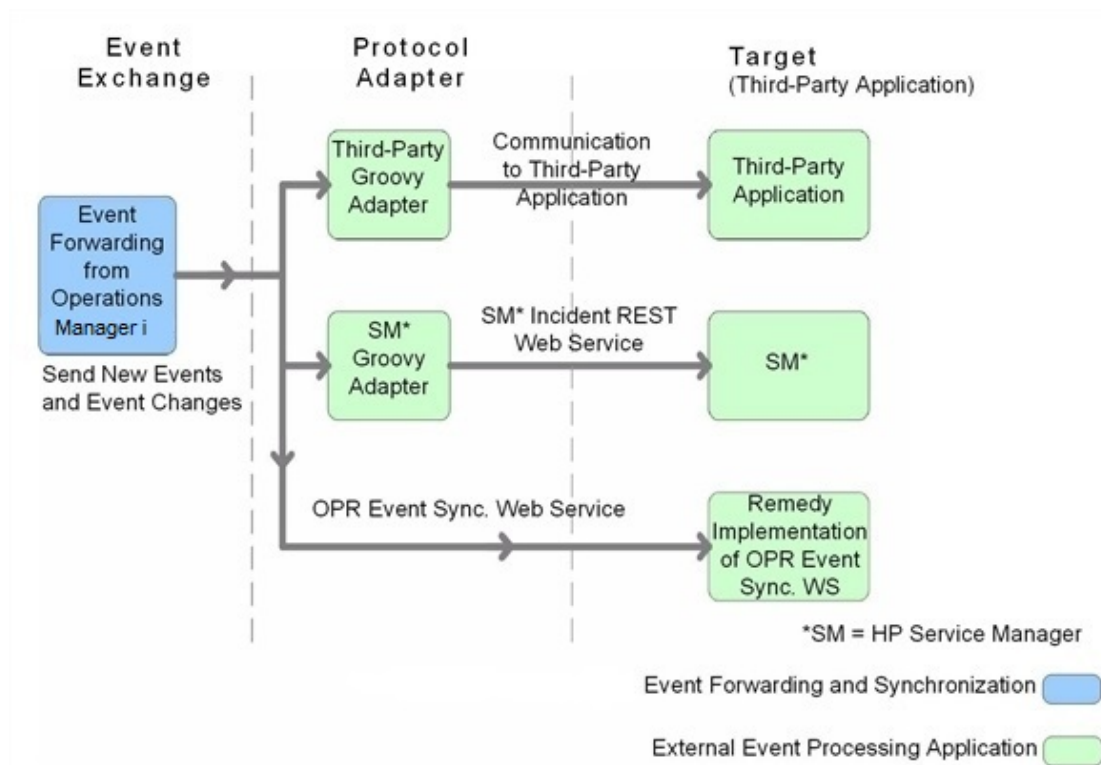 Event
Exchange
Protocol
Adapter
Target
(Third-Party Application)
Event
Forwarding
from
Operations
Manager i
Send New Events
and Event Changes
Third-Party
Groovy
Adapter
Communication
to Third-Party
Application
Third-Party
Application
SM*
Groovy
Adapter
SM* Incident REST
Web Service
SM*
OPR Event Sync. Web Service
Remedy
Implementation
of OPR Event
Sync. WS
*SM = HP Service Manager
Event Forwarding and Synchronization
External Event Processing Application